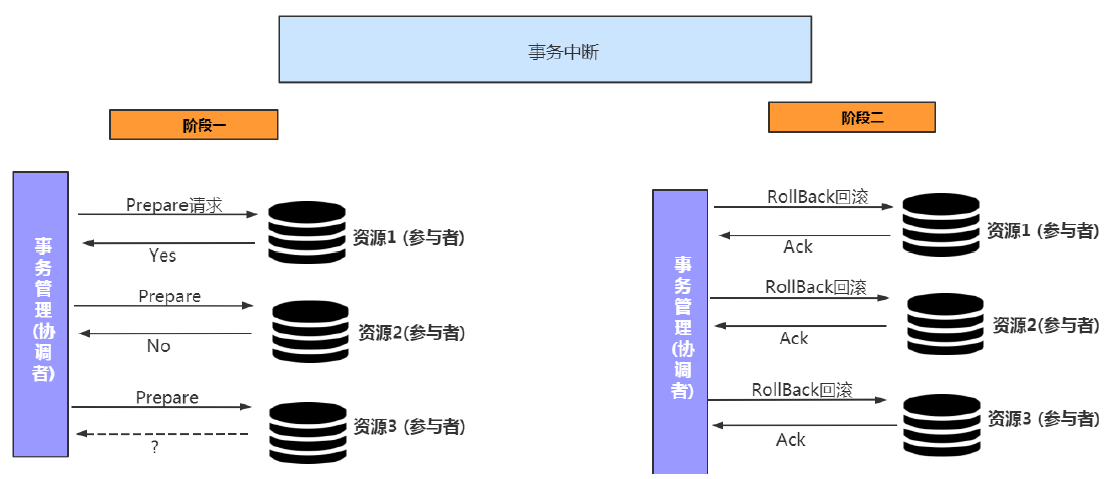 事务中断
阶段一
阶段二
事务管理(协调者)
Prepare请求
Yes
资源1 (参与者)
Prepare
No
资源2(参与者)
Prepare
?
资源3 (参与者)
事务管理(协调者)
RollBack回滚
Ack
资源1 (参与者)
RollBack回滚
Ack
资源2(参与者)
RollBack回滚
Ack
资源3 (参与者)